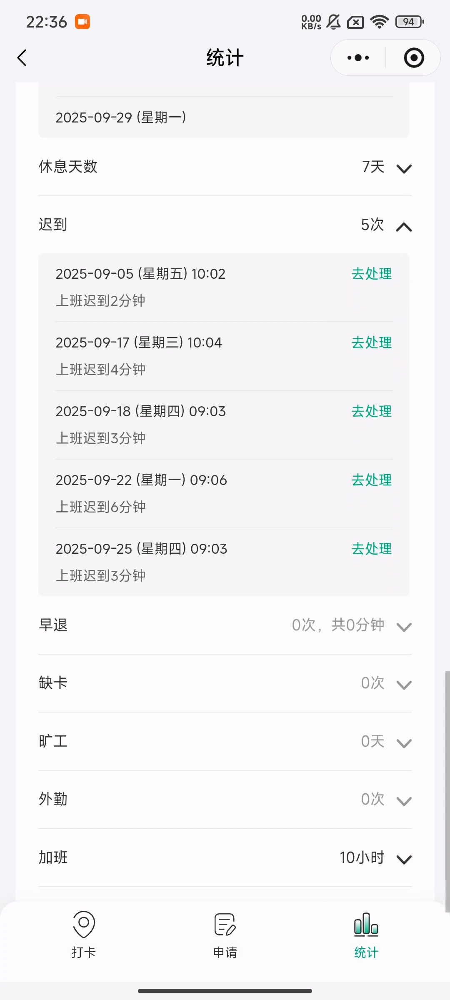 22:36
0.00
KB/s
94
统计
2025-09-29 (星期一)
休息天数
7天
迟到
5次
2025-09-05 (星期五) 10:02
去处理
上班迟到2分钟
2025-09-17 (星期三) 10:04
去处理
上班迟到4分钟
2025-09-18 (星期四) 09:03
去处理
上班迟到3分钟
2025-09-22 (星期一) 09:06
去处理
上班迟到6分钟
2025-09-25 (星期四) 09:03
去处理
上班迟到3分钟
早退
0次，共0分钟
缺卡
0次
旷工
0天
外勤
0次
加班
10小时
打卡
申请
统计